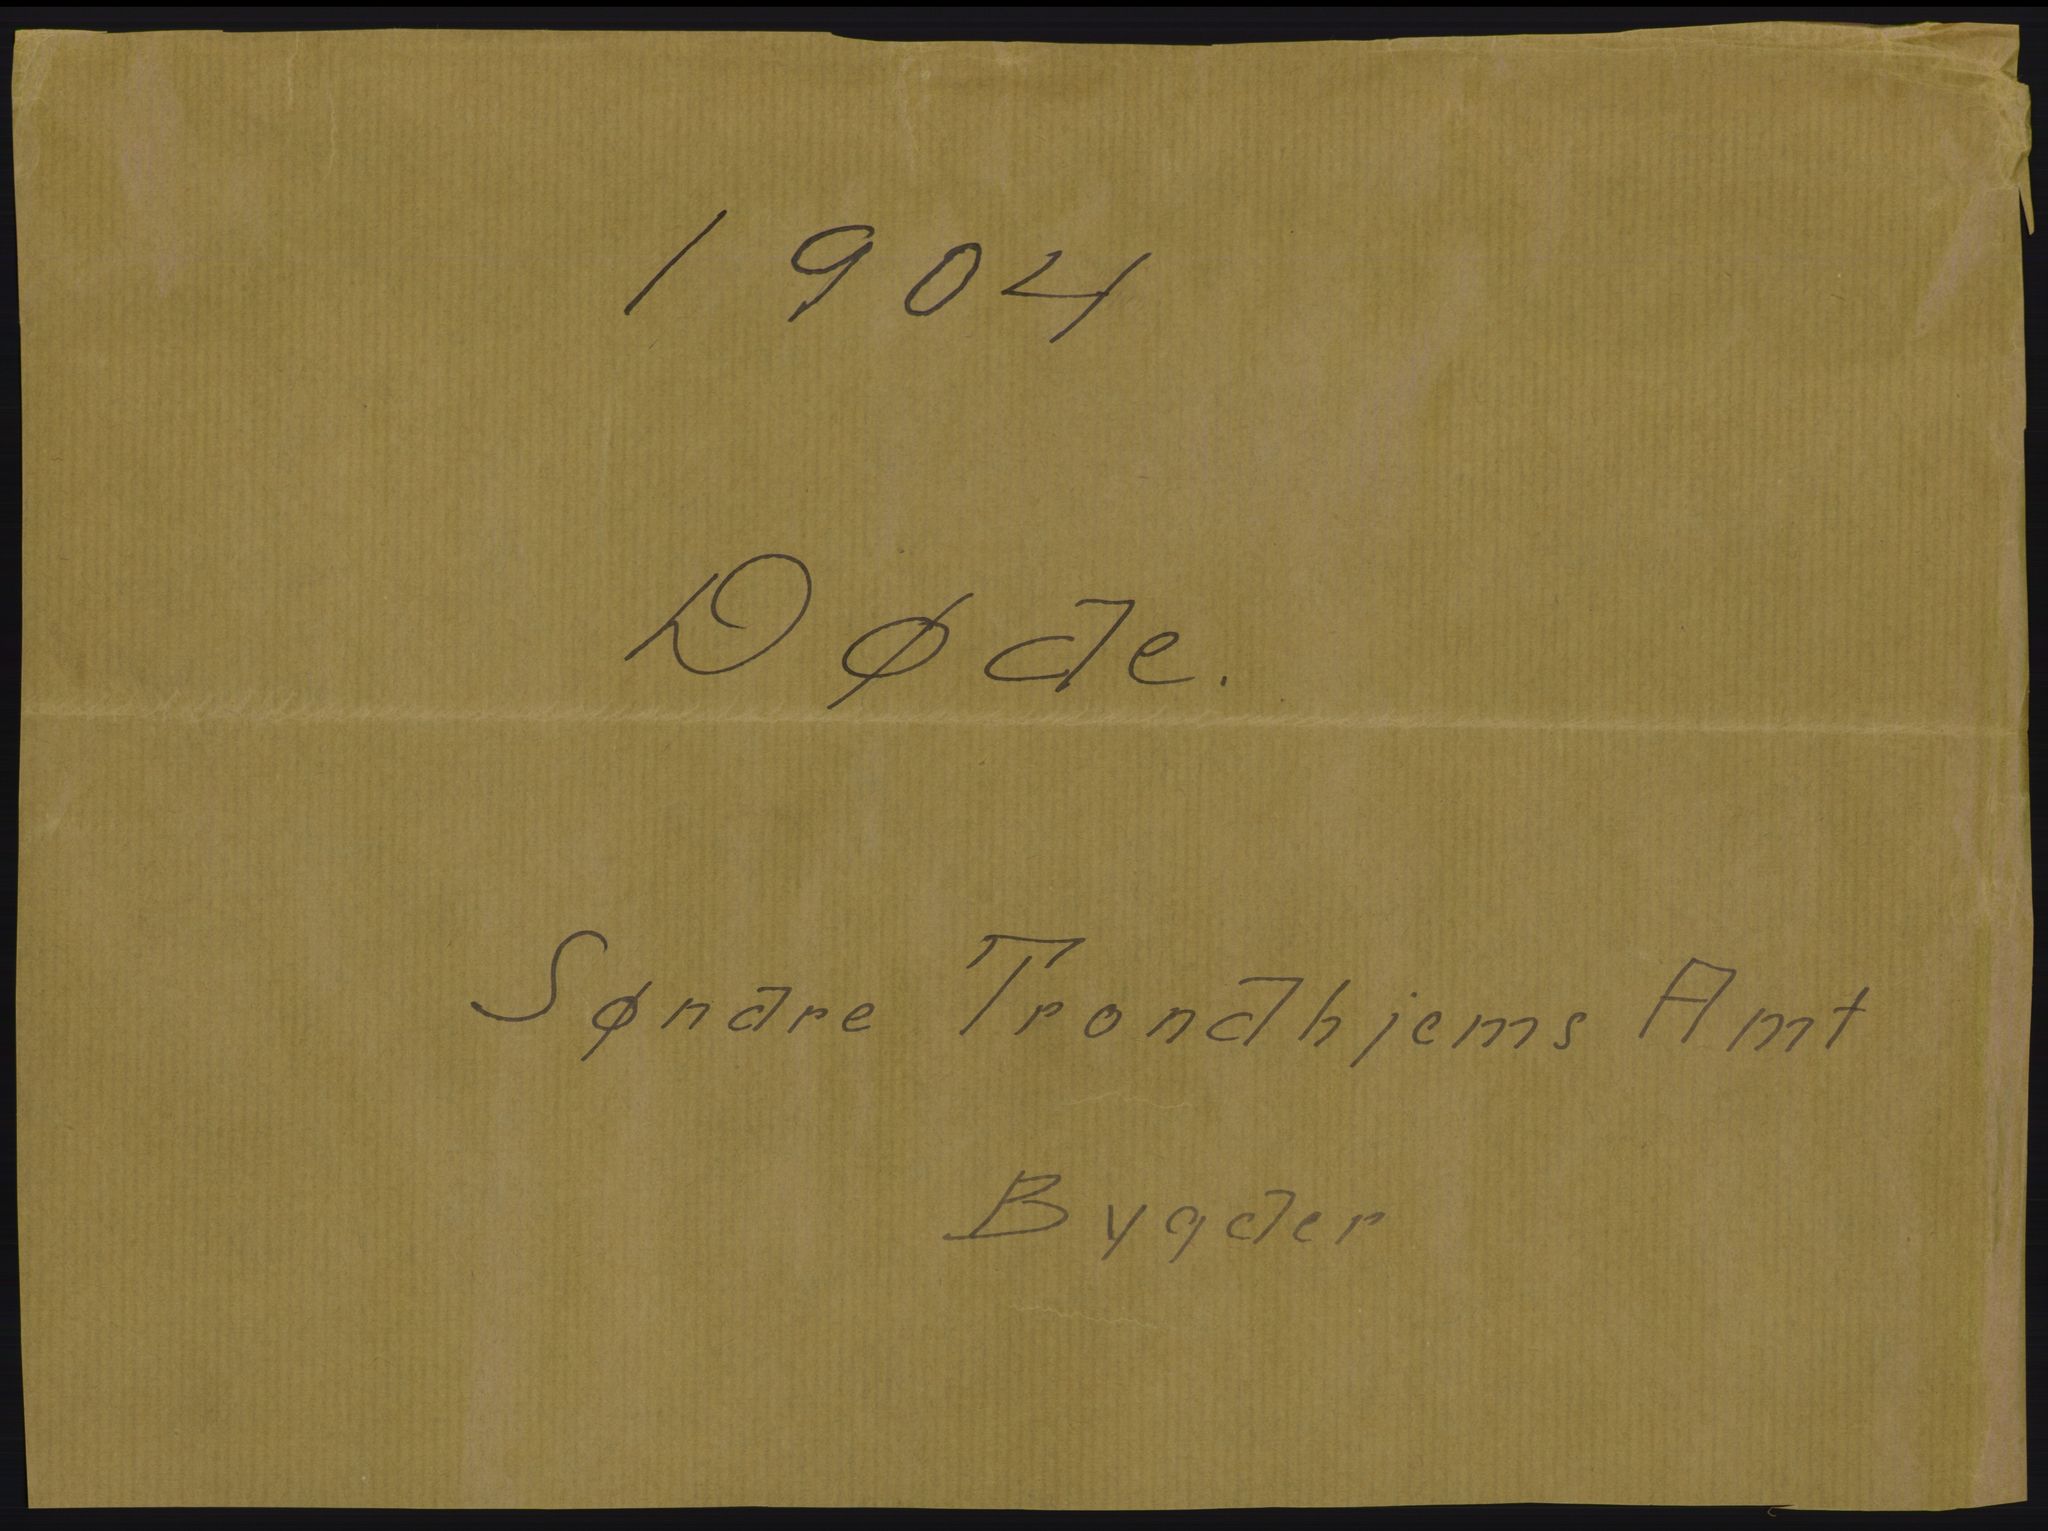 1904
Døde.
Søndre Trondhjems Amt
Bygder